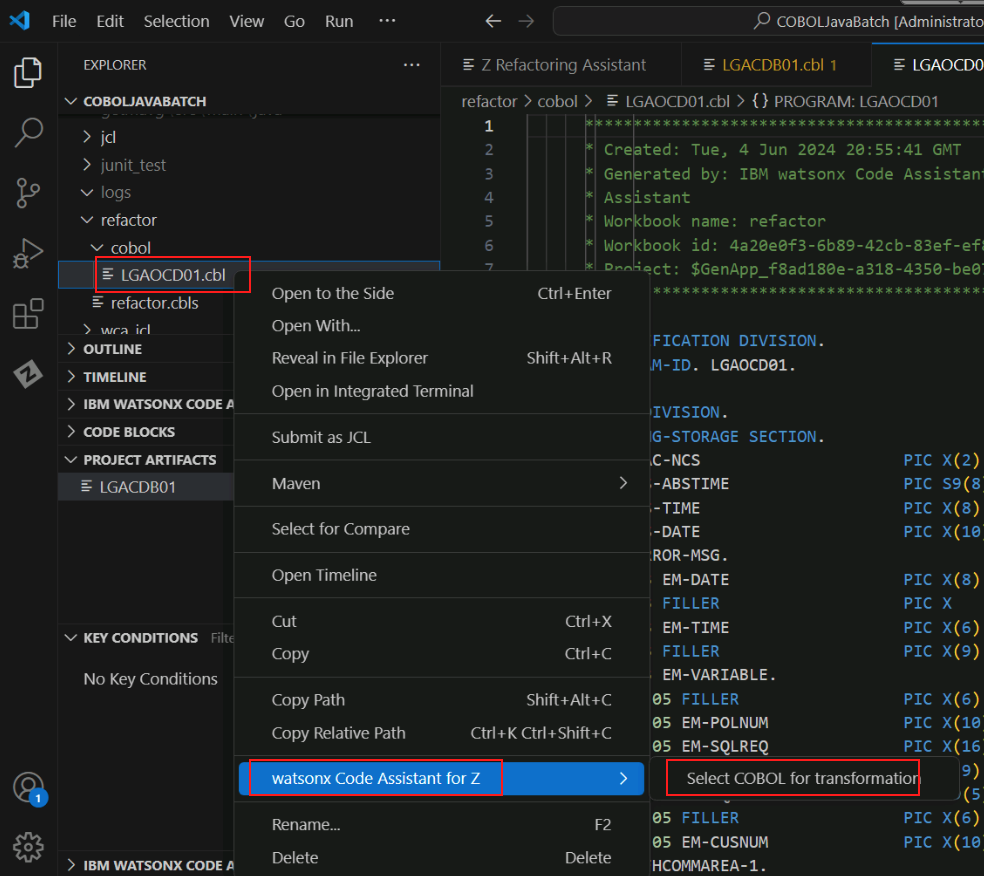 File Edit Selection View Go Run ···
COBOLJavaBatch [Administrato
EXPLORER ···
COBOLJAVABATCH
jcl
junit_test
logs
refactor
cobol
LGAOCD01.cbl
refactor.cbls
wca_jcl
OUTLINE
TIMELINE
IBM WATSONX CODE A
CODE BLOCKS
PROJECT ARTIFACTS
LGACDB01
KEY CONDITIONS Filte
No Key Conditions
IBM WATSONX CODE A
1
Z Refactoring Assistant
LGACDB01.cbl 1
LGAOCD0
refactor > cobol > LGAOCD01.cbl > {} PROGRAM: LGAOCD01
1
2 * Created: Tue, 4 Jun 2024 20:55:41 GMT
3 * Generated by: IBM watsonx Code Assistan
4 * Assistant
5 * Workbook name: refactor
6 * Workbook id: 4a20e0f3-6b89-42cb-83ef-ef8
7 * Project: $GenApp_f8ad180e-a318-4350-be07
FICATION DIVISION.
M-ID. LGAOCD01.
IVISION.
G-STORAGE SECTION.
C-NCS PIC X(2)
-ABSTIME PIC S9(8
-TIME PIC X(8)
-DATE PIC X(10
ROR-MSG.
EM-DATE PIC X(8)
FILLER PIC X
EM-TIME PIC X(6)
FILLER PIC X(9)
EM-VARIABLE.
05 FILLER PIC X(6)
05 EM-POLNUM PIC X(10
05 EM-SQLREQ PIC X(16
9)
(5
05 FILLER PIC X(6)
05 EM-CUSNUM PIC X(10
HCOMMAREA-1.
Open to the Side Ctrl+Enter
Open With...
Reveal in File Explorer Shift+Alt+R
Open in Integrated Terminal
Submit as JCL
Maven
Select for Compare
Open Timeline
Cut Ctrl+X
Copy Ctrl+C
Copy Path Shift+Alt+C
Copy Relative Path Ctrl+K Ctrl+Shift+C
watsonx Code Assistant for Z
Select COBOL for transformation
Rename... F2
Delete Delete